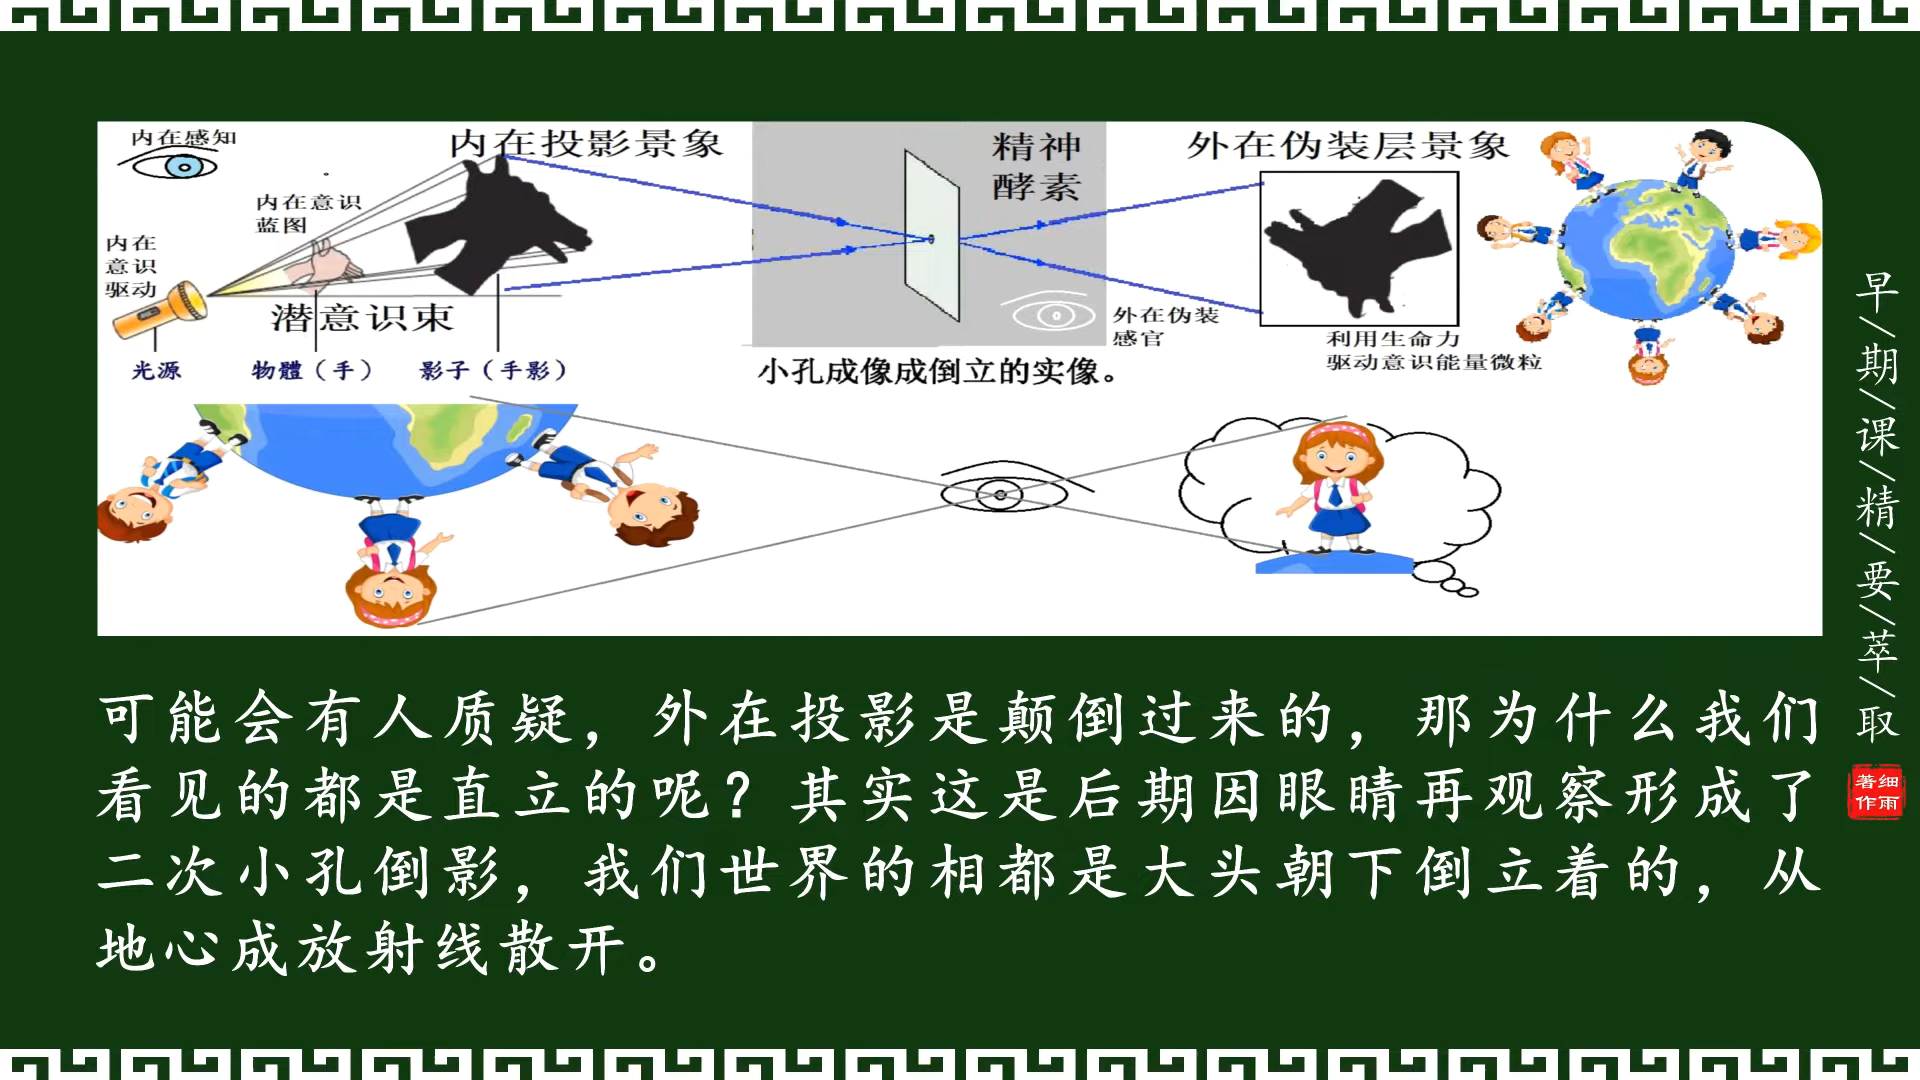 内在感知
内在投影景象
精神
酵素
外在伪装层景象
内在意识
蓝图
内在
意识
驱动
潜意识束
外在伪装
感官
利用生命力
驱动意识能量微粒
光源
物體（手）
影子（手影）
小孔成像成倒立的实像。
可能会有人质疑，外在投影是颠倒过来的，那为什么我们
看见的都是直立的呢？其实这是后期因眼睛再观察形成了
二次小孔倒影，我们世界的相都是大头朝下倒立着的，从
地心成放射线散开。
早/期/课/精/要/萃/取
细雨
著作